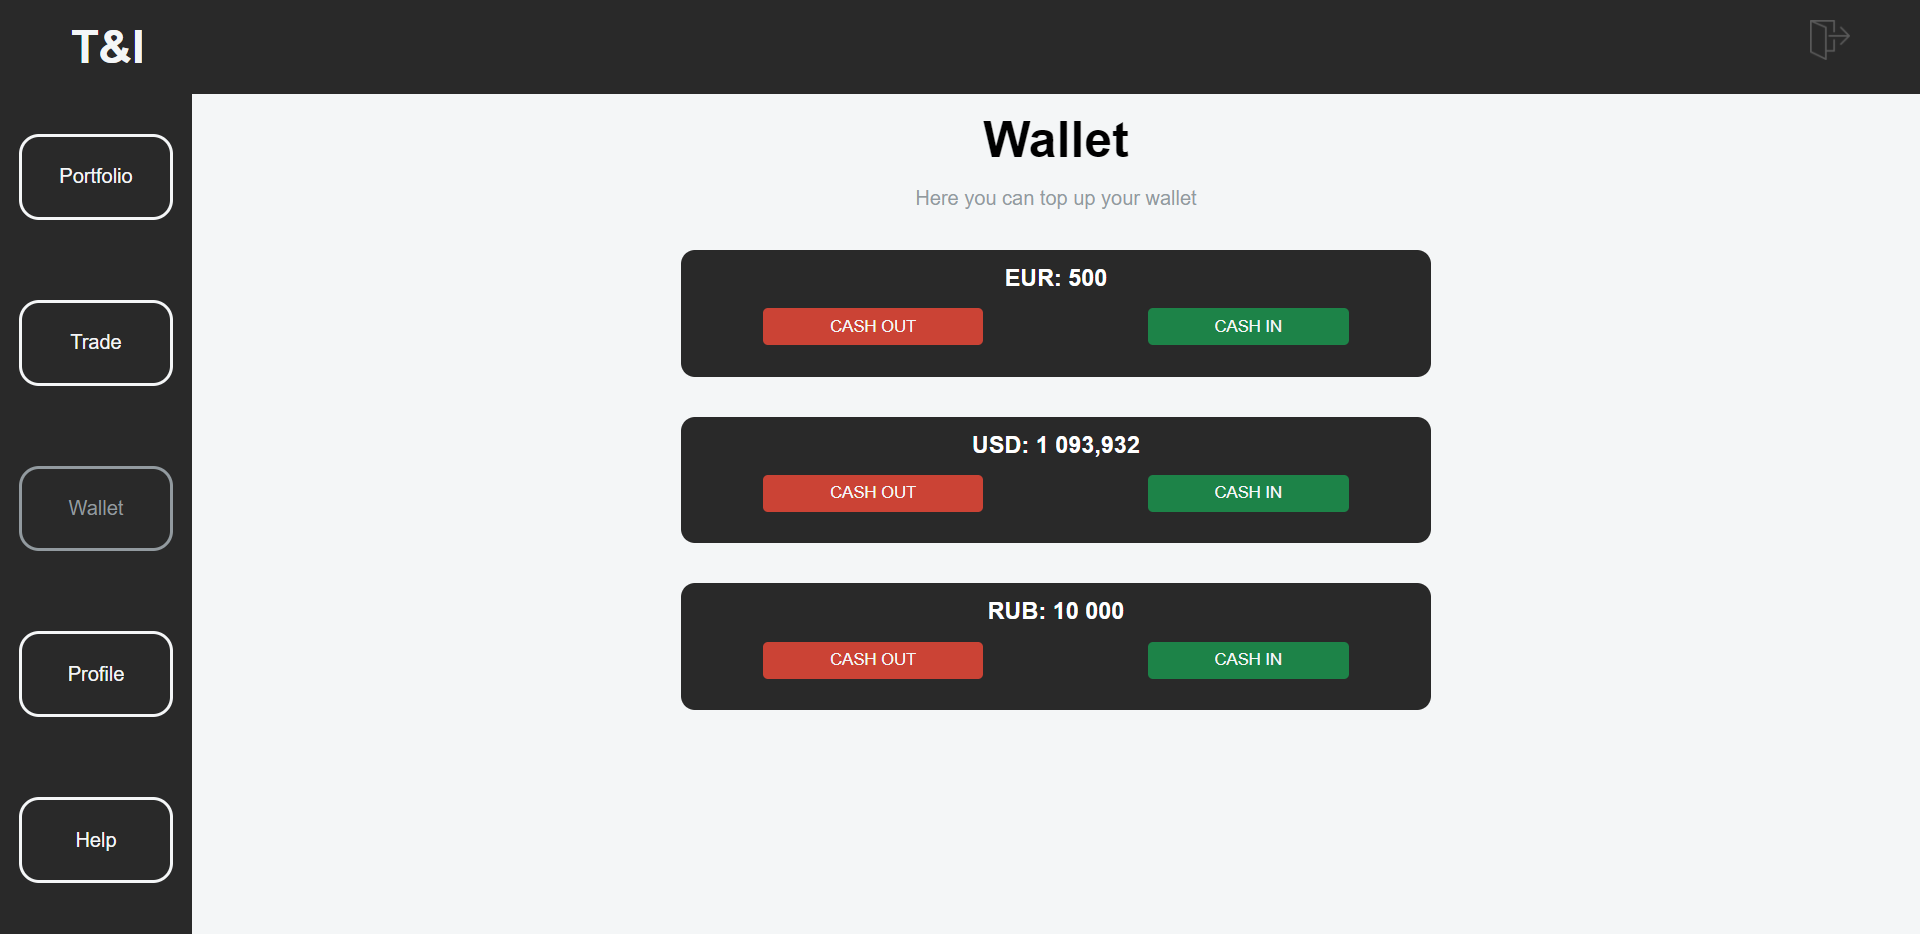 T&I
Portfolio
Trade
Wallet
Profile
Help
Wallet
Here you can top up your wallet
EUR: 500
CASH OUT CASH IN
USD: 1 093,932
CASH OUT CASH IN
RUB: 10 000
CASH OUT CASH IN